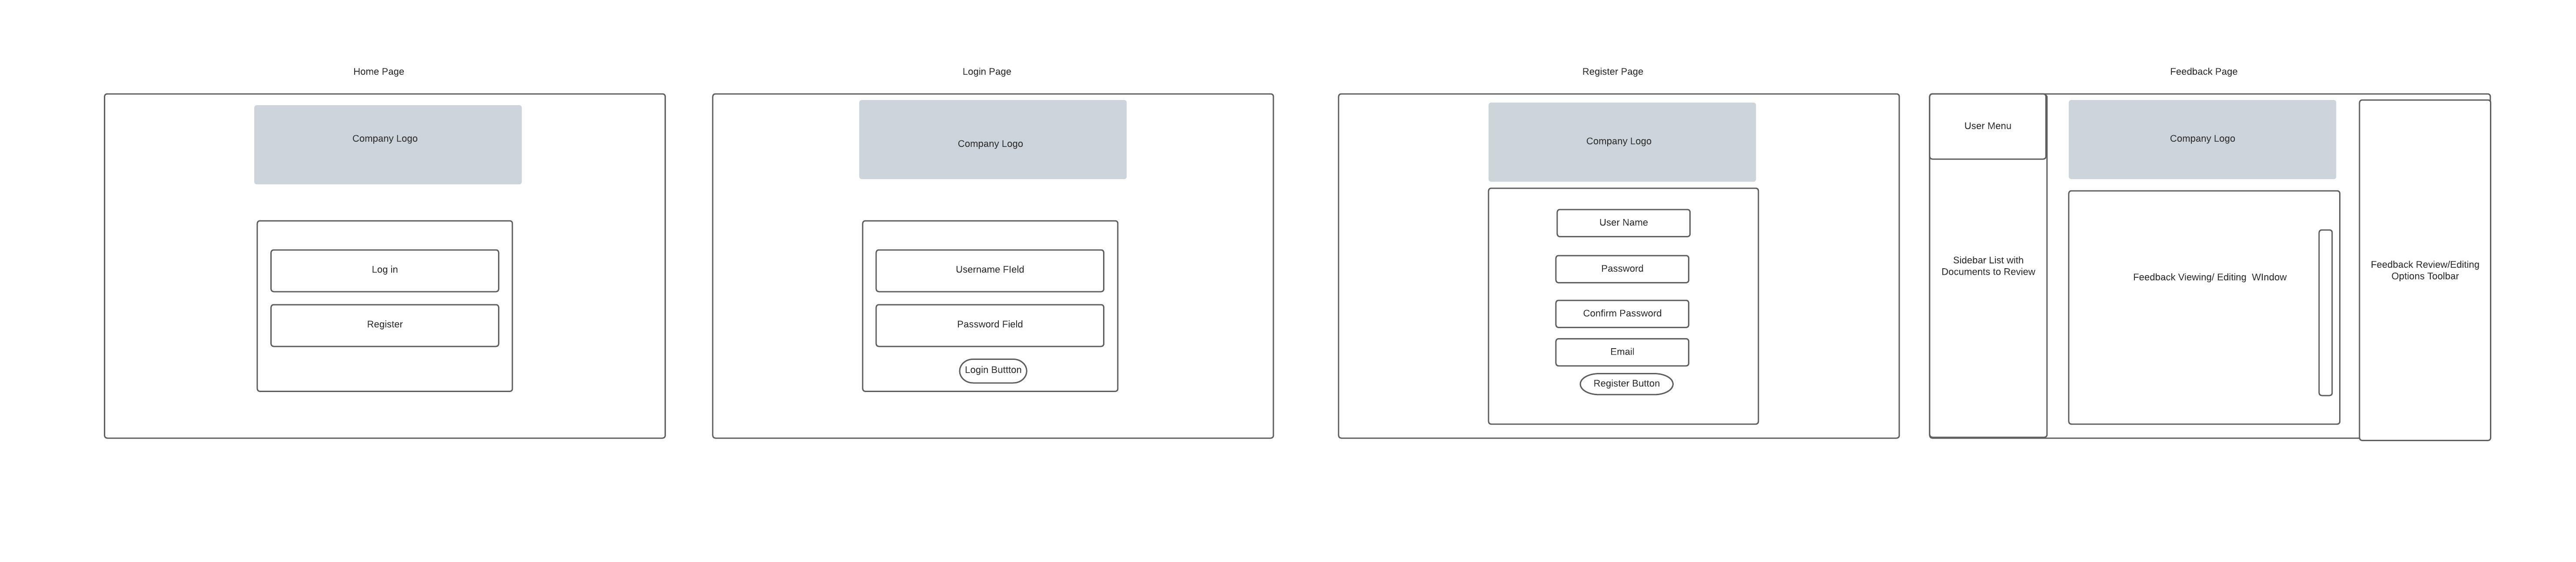 Home Page
Company Logo
Log in
Register
Login Page
Company Logo
Username FIeld
Password Field
Login Buttton
Register Page
Company Logo
User Name
Password
Confirm Password
Email
Register Button
Feedback Page
User Menu
Company Logo
Sidebar List with
Documents to Review
Feedback Viewing/ Editing  WIndow
Feedback Review/Editing
Options Toolbar